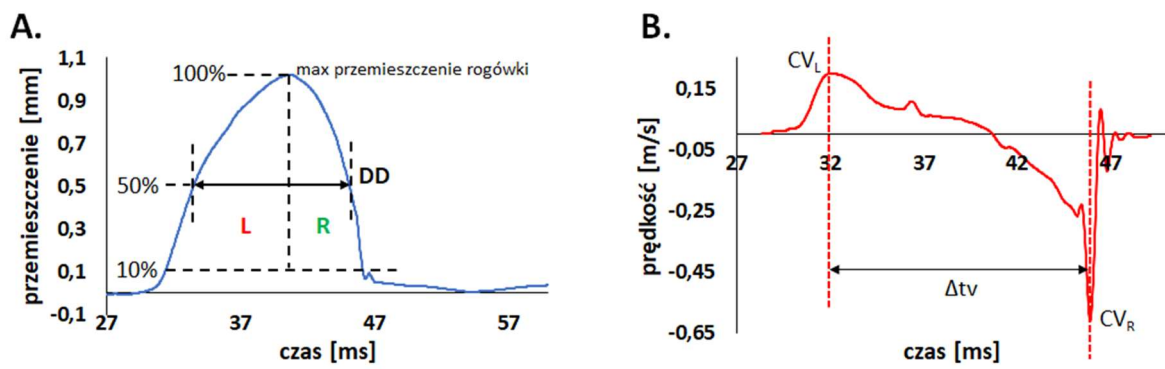 A.
1,1
0,9
0,7
0,5
0,3
0,1
-0,1
przemieszczenie [mm]
100%
max przemieszczenie rogówki
50%
DD
L
R
10%
27
37
47
57
czas [ms]
B.
0,15
-0,05
-0,25
-0,45
-0,65
prędkość [m/s]
CVL
27
32
37
42
47
Δtv
CVR
czas [ms]